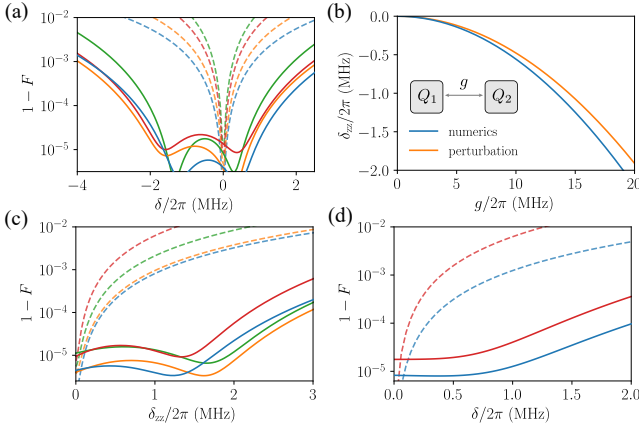 (a)
10⁻²
10⁻³
10⁻⁴
10⁻⁵
1 − F
−4
−2
0
2
δ/2π (MHz)
(b)
0.0
−0.5
−1.0
−1.5
−2.0
δzz/2π (MHz)
g
Q₁
Q₂
numerics
perturbation
0
5
10
15
20
g/2π (MHz)
(c)
10⁻²
10⁻³
10⁻⁴
10⁻⁵
1 − F
0
1
2
3
δzz/2π (MHz)
(d)
10⁻²
10⁻³
10⁻⁴
10⁻⁵
1 − F
0.0
0.5
1.0
1.5
2.0
δ/2π (MHz)